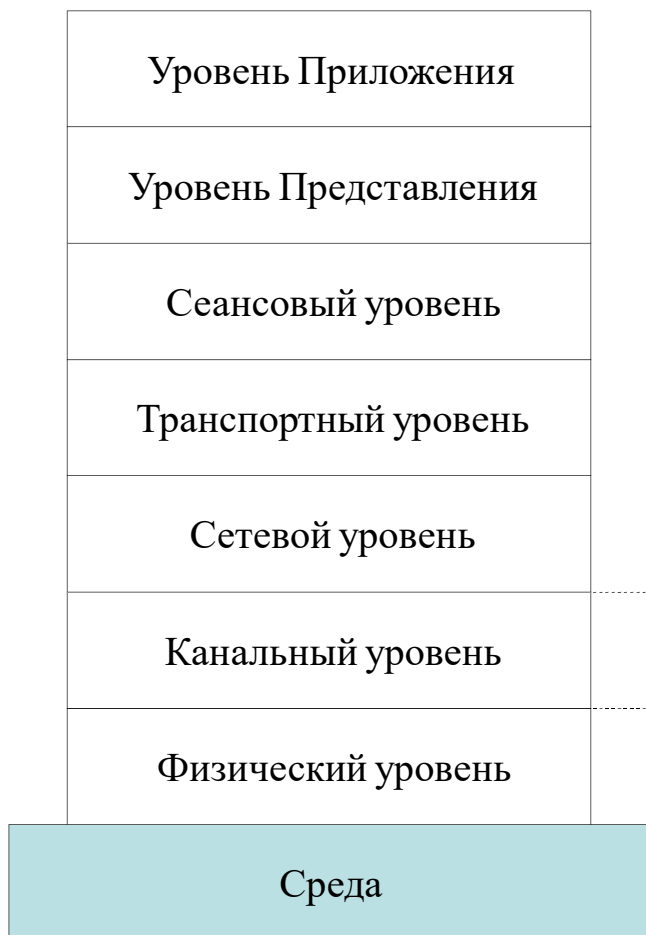 Уровень Приложения
Уровень Представления
Сеансовый уровень
Транспортный уровень
Сетевой уровень
Канальный уровень
Физический уровень
Среда